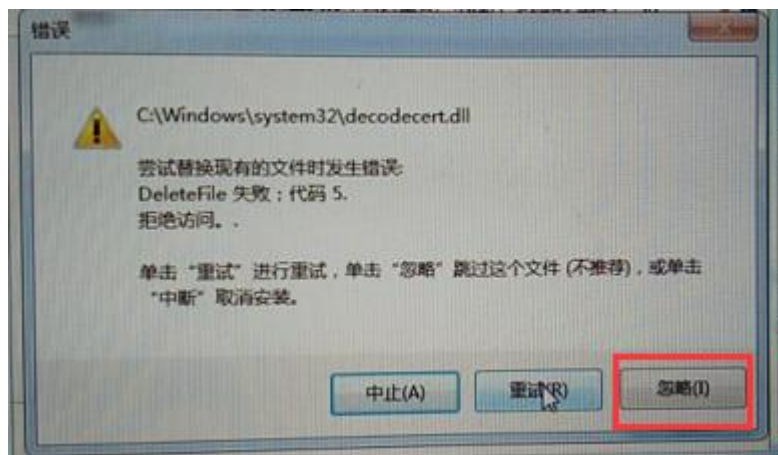 错误
C:\Windows\system32\decodecert.dll
尝试替换现有的文件时发生错误:
DeleteFile 失败；代码 5.
拒绝访问。.
单击“重试”进行重试，单击“忽略”跳过这个文件 (不推荐)，或单击
“中断”取消安装。
中止(A)
重试(R)
忽略(I)